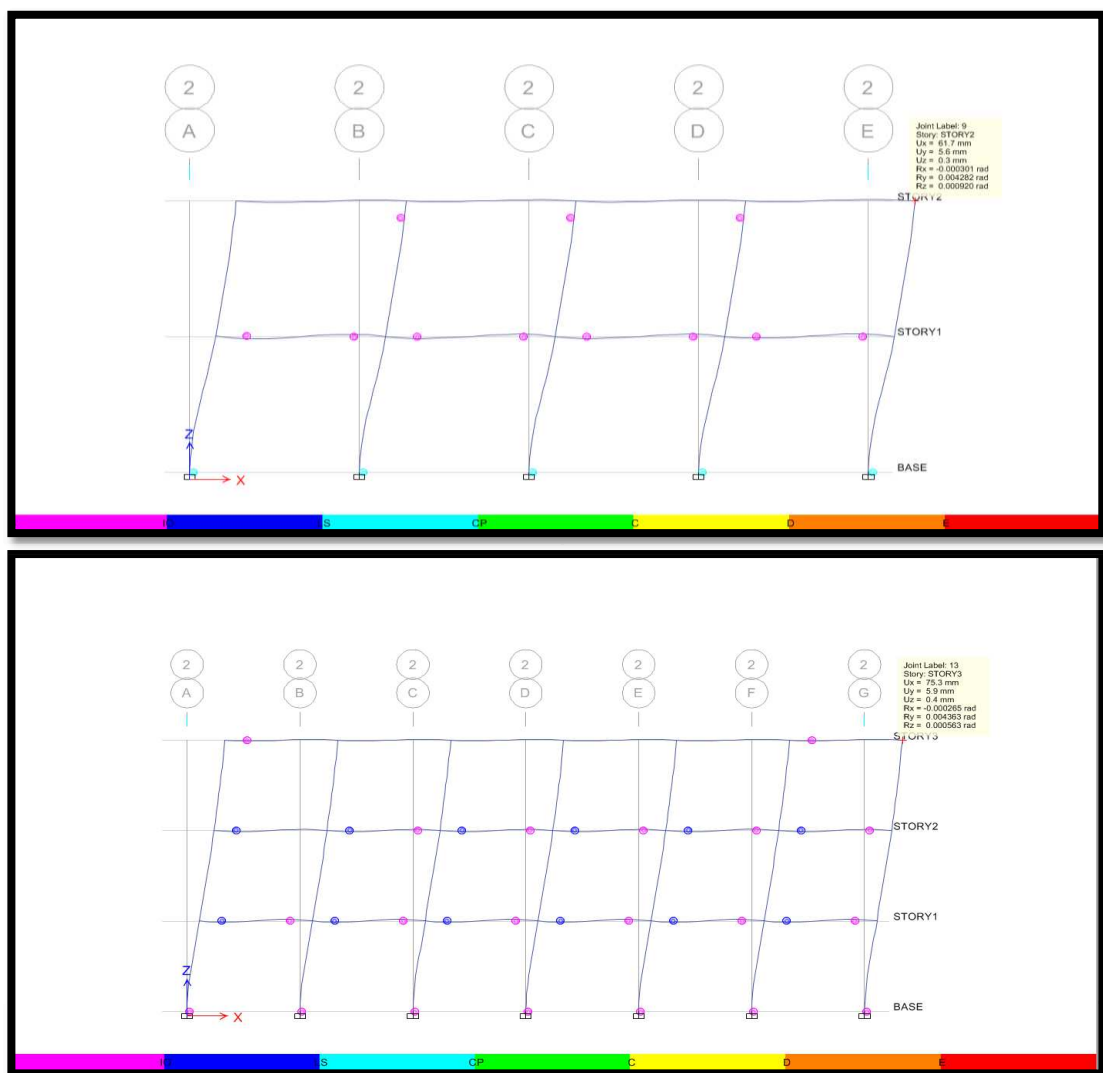 2 2 2 2 2
A B C D E
Joint Label: 9
Story: STORY2
Ux = 61.7 mm
Uy = 5.6 mm
Uz = 0.3 mm
Rx = -0.000301 rad
Ry = 0.004282 rad
Rz = 0.000920 rad
STORY2
STORY1
Z
X
BASE
IO S CP C D E
2 2 2 2 2 2 2
A B C D E F G
Joint Label: 13
Story: STORY3
Ux = 75.3 mm
Uy = 5.9 mm
Uz = 0.4 mm
Rx = -0.000265 rad
Ry = 0.004363 rad
Rz = 0.000563 rad
STORY3
STORY2
STORY1
Z
X
BASE
IO S CP C D E